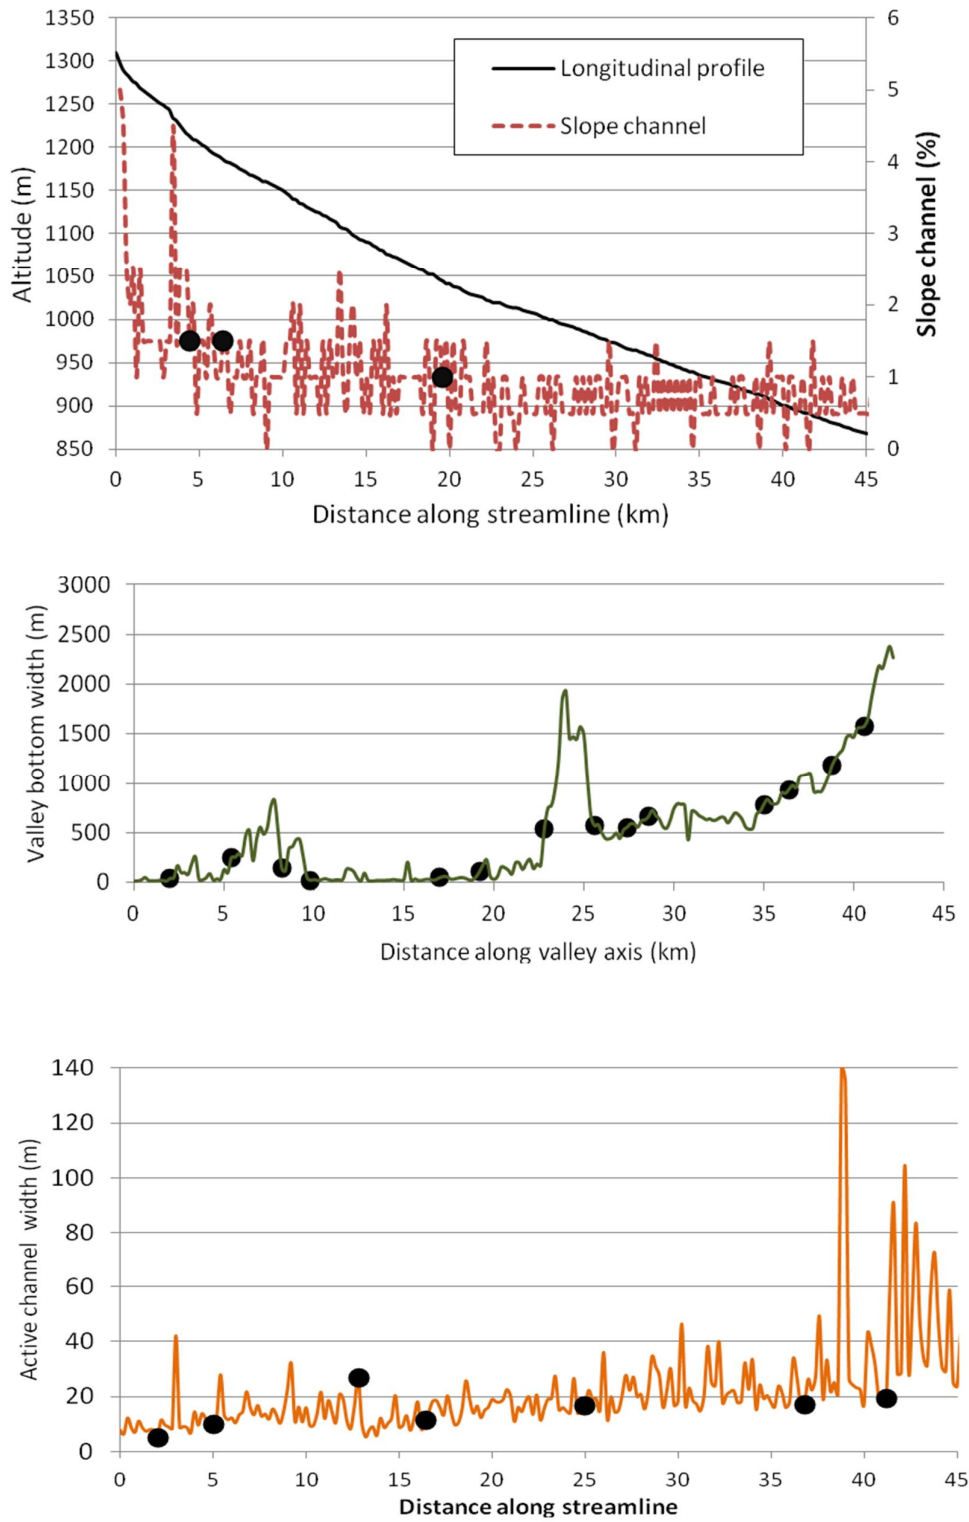 1350
1300
1250
1200
1150
1100
1050
1000
950
900
850
Altitude (m)
6
5
4
3
2
1
0
Slope channel (%)
Longitudinal profile
Slope channel
0 5 10 15 20 25 30 35 40 45
Distance along streamline (km)
3000
2500
2000
1500
1000
500
0
Valley bottom width (m)
0 5 10 15 20 25 30 35 40 45
Distance along valley axis (km)
140
120
100
80
60
40
20
0
Active channel width (m)
0 5 10 15 20 25 30 35 40 45
Distance along streamline